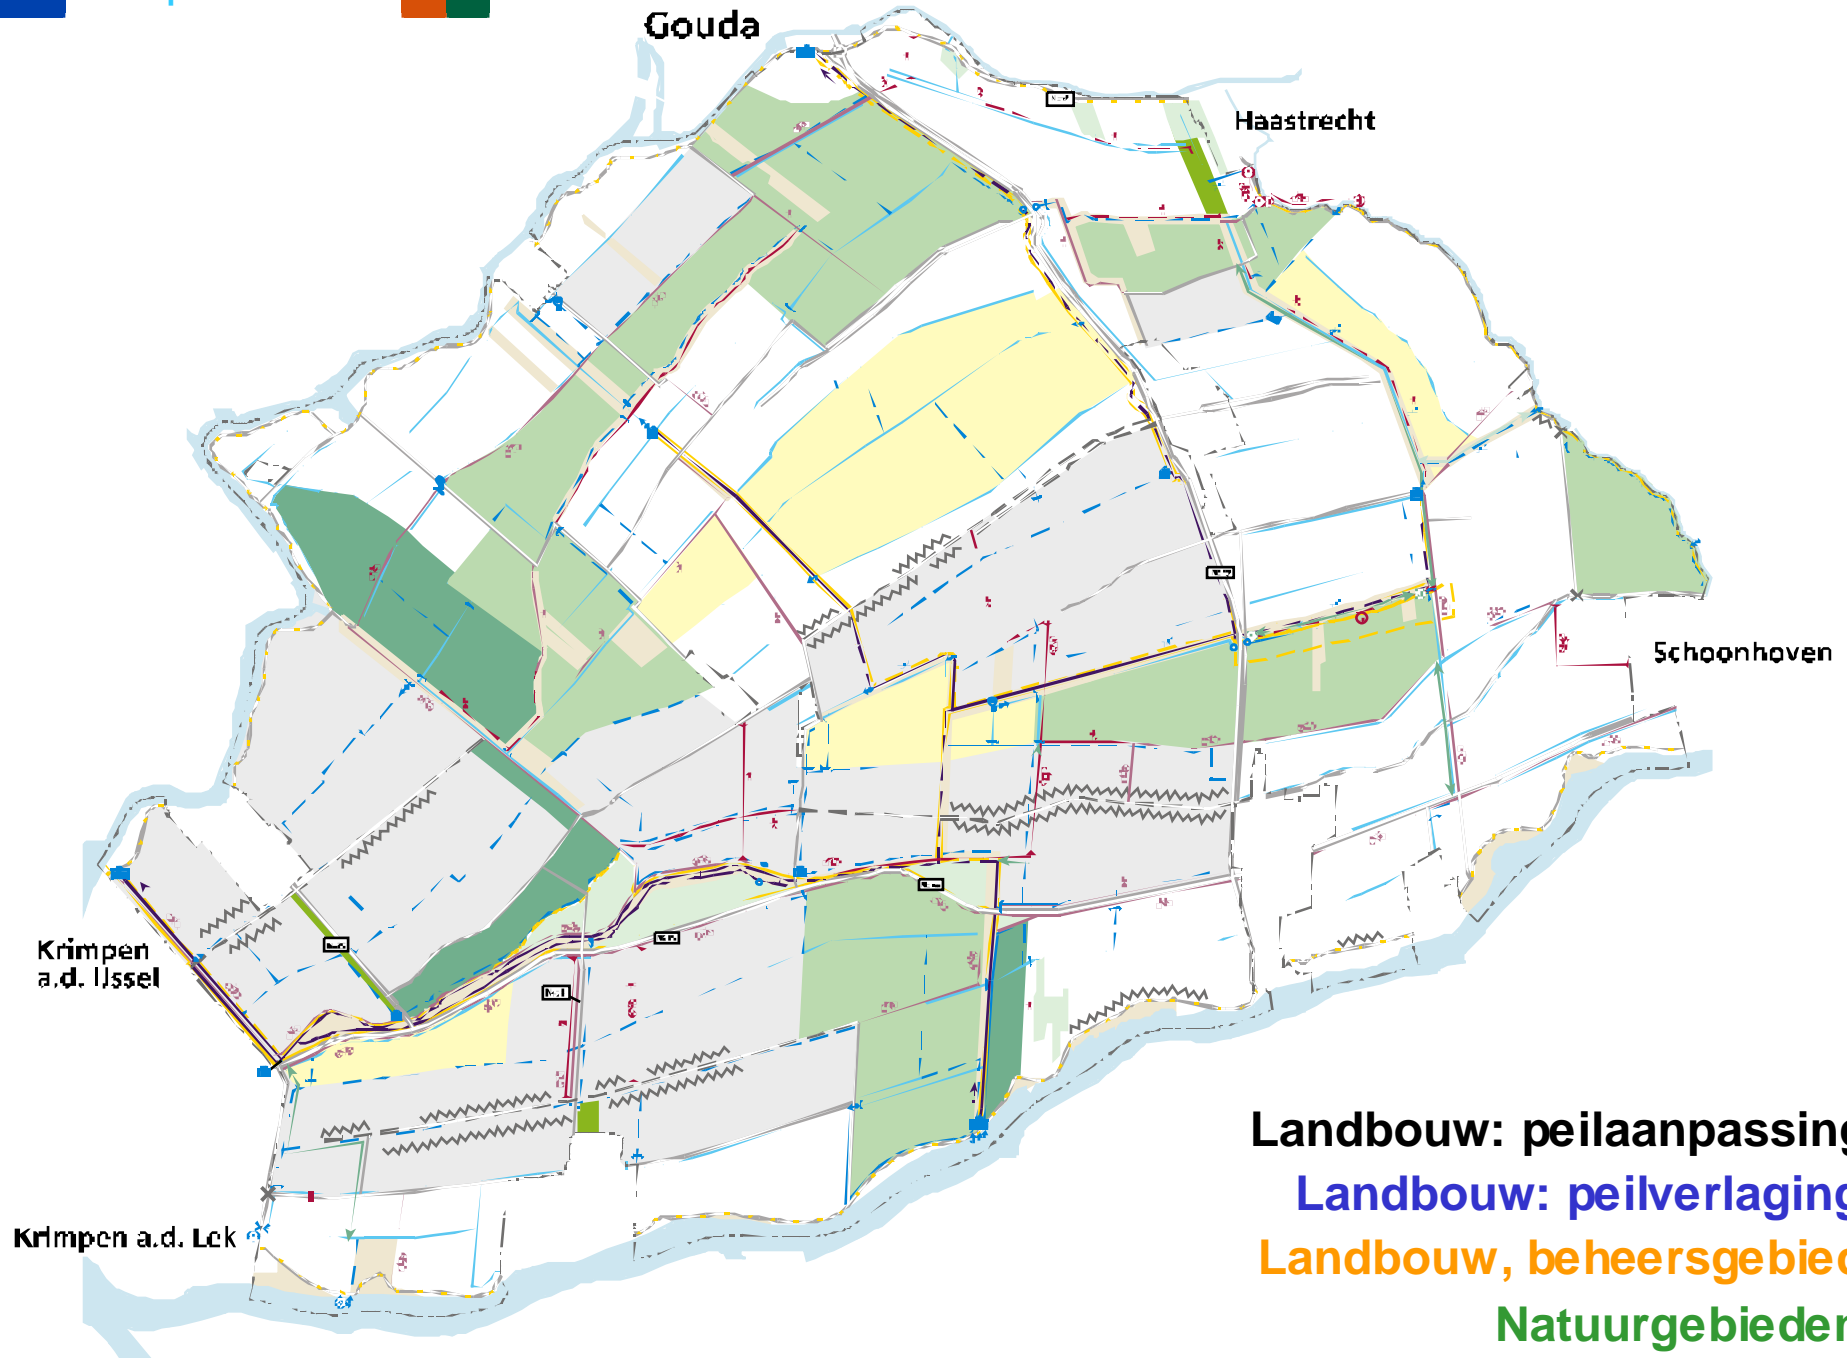 Gouda
Haastrecht
Schoonhoven
Krimpen
a.d. IJssel
Krimpen a.d. Lek
Landbouw: peilaanpassing
Landbouw: peilverlaging
Landbouw, beheersgebied
Natuurgebieden